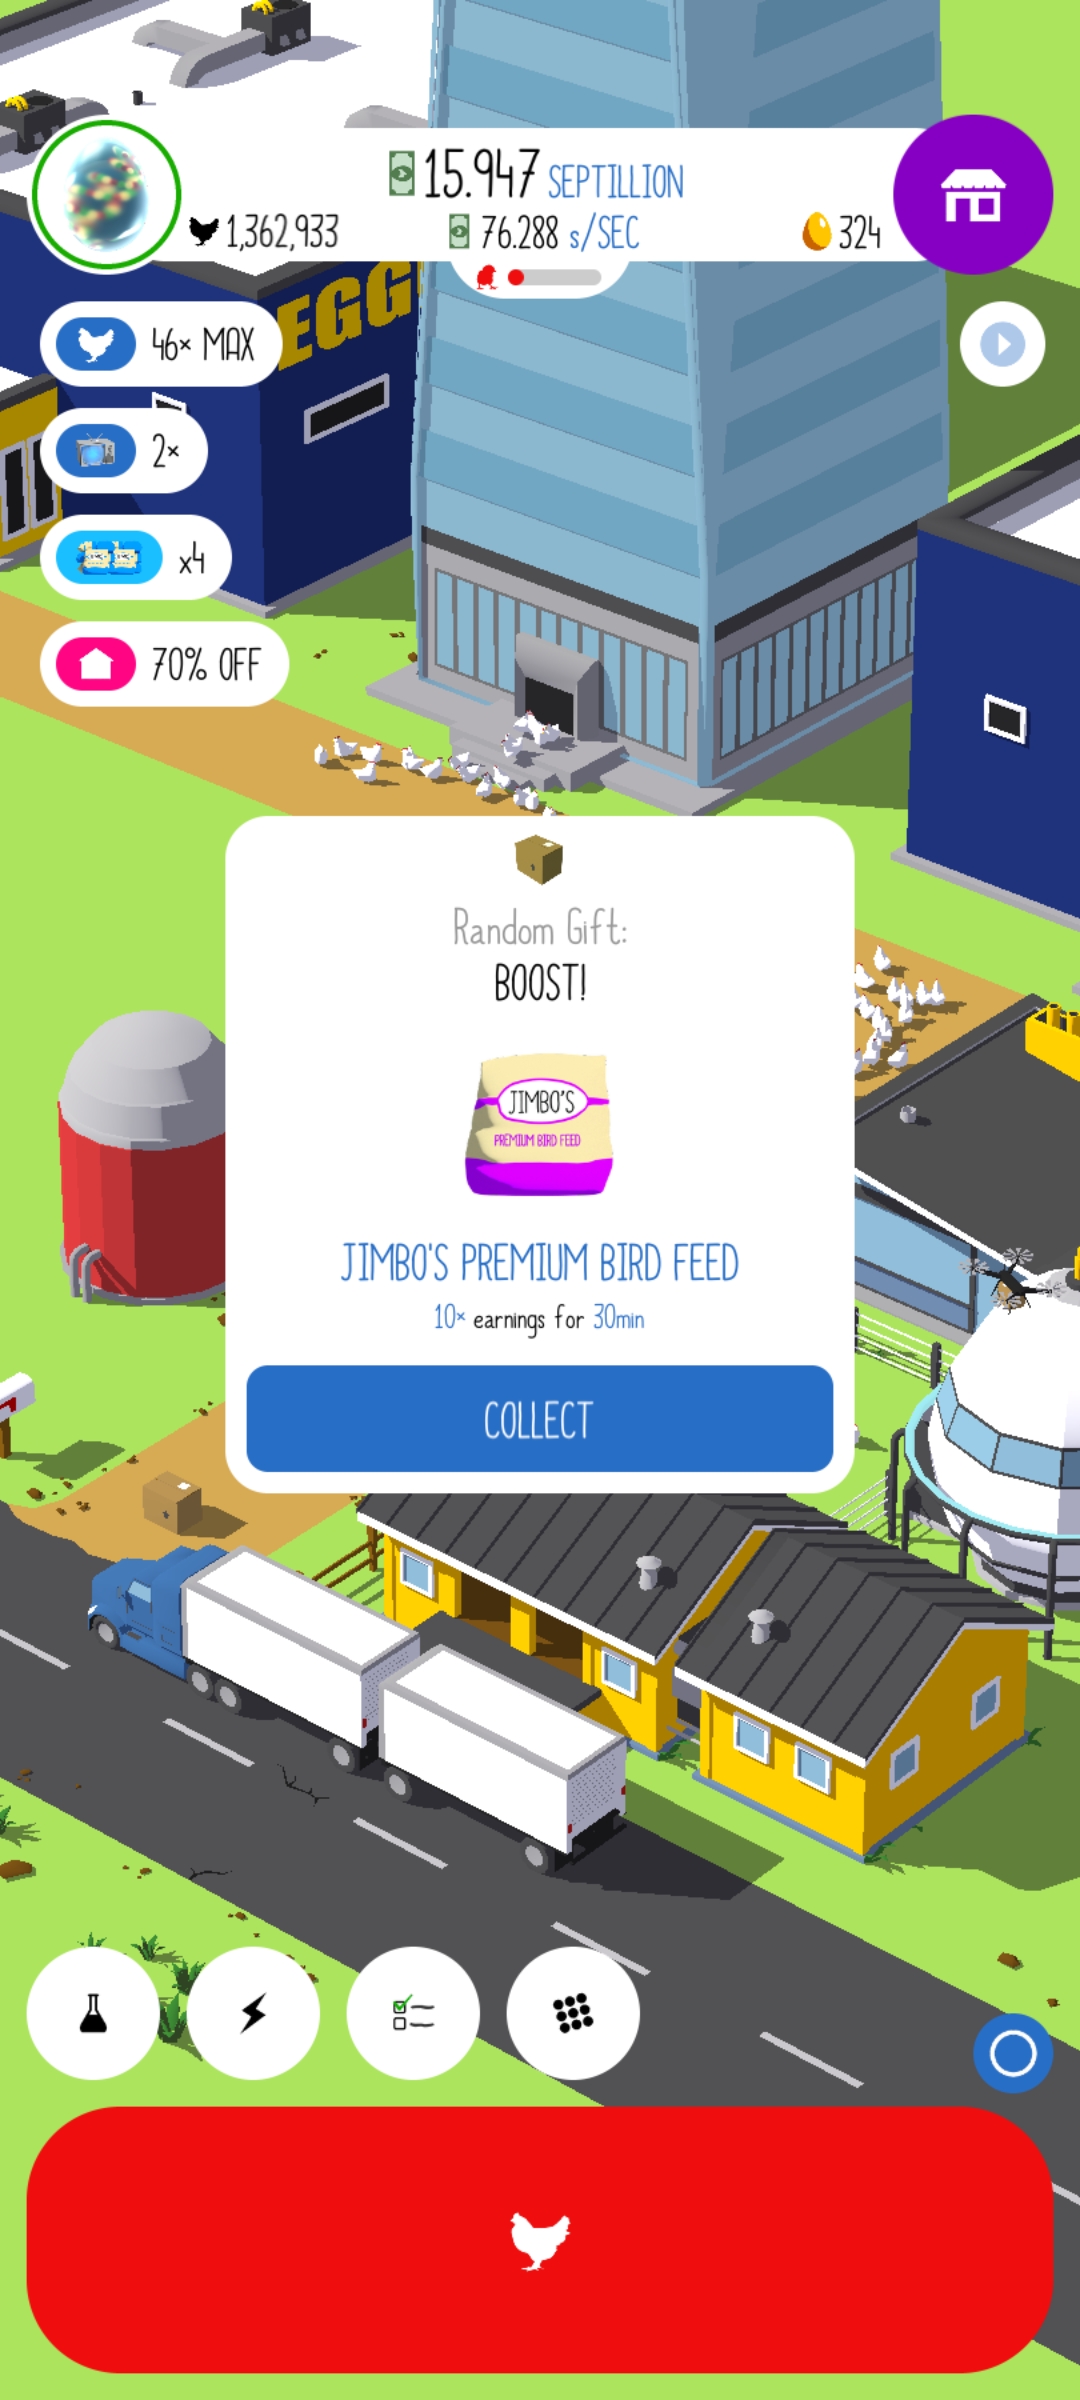 15.947 SEPTILLION
1,362,933
76.288 s/SEC
324
EGG
46× MAX
2×
x4
70% OFF
Random Gift:
BOOST!
JIMBO'S
PREMIUM BIRD FEED
JIMBO'S PREMIUM BIRD FEED
10× earnings for 30min
COLLECT